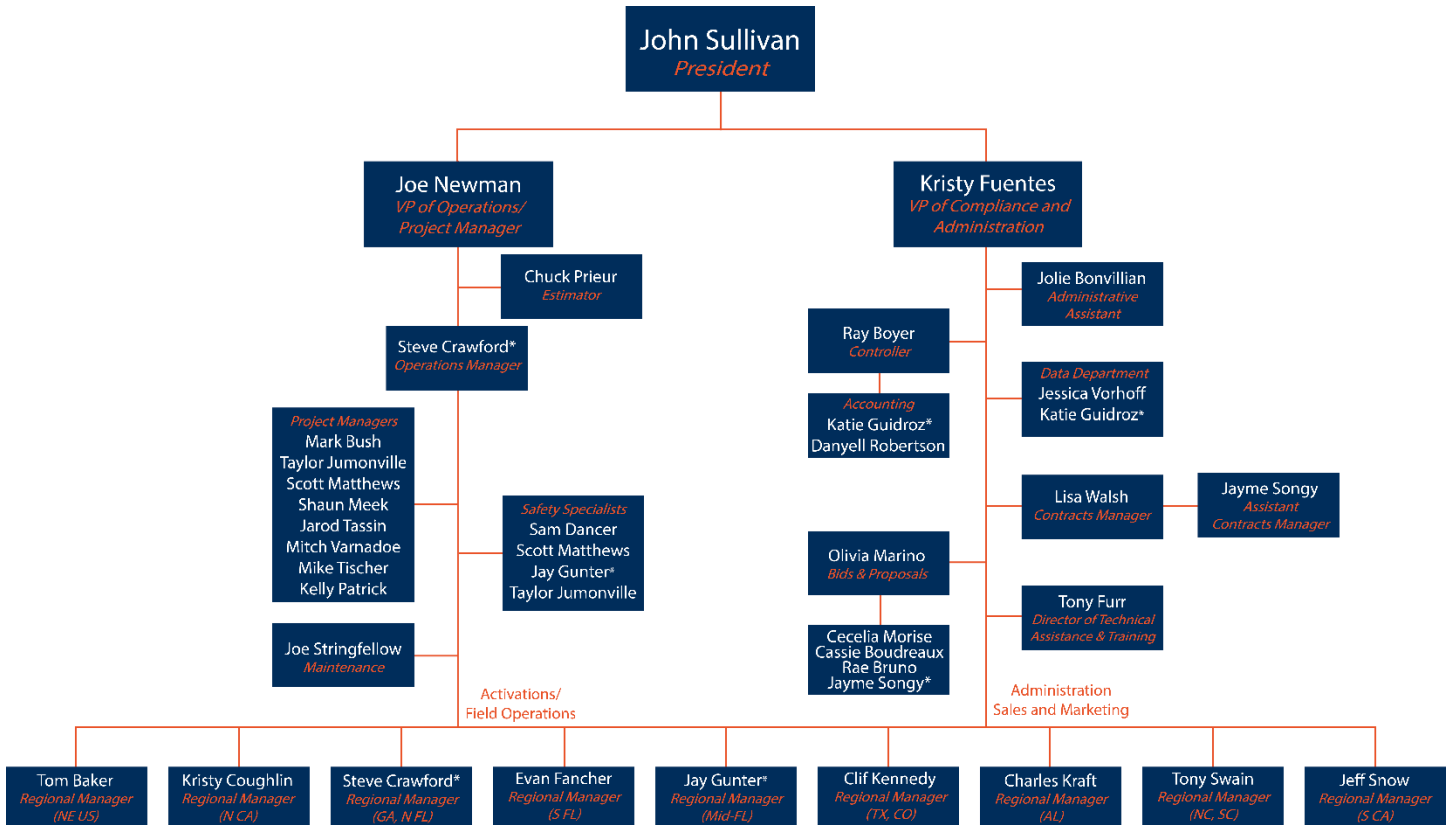 John Sullivan
President
Joe Newman
VP of Operations/
Project Manager
Kristy Fuentes
VP of Compliance and
Administration
Chuck Prieur
Estimator
Steve Crawford*
Operations Manager
Project Managers
Mark Bush
Taylor Jumonville
Scott Matthews
Shaun Meek
Jarod Tassin
Mitch Varnadoe
Mike Tischer
Kelly Patrick
Safety Specialists
Sam Dancer
Scott Matthews
Jay Gunter*
Taylor Jumonville
Joe Stringfellow
Maintenance
Activations/
Field Operations
Jolie Bonvillian
Administrative
Assistant
Ray Boyer
Controller
Accounting
Katie Guidroz*
Danyell Robertson
Data Department
Jessica Vorhoff
Katie Guidroz*
Lisa Walsh
Contracts Manager
Jayme Songy
Assistant
Contracts Manager
Olivia Marino
Bids & Proposals
Cecelia Morise
Cassie Boudreaux
Rae Bruno
Jayme Songy*
Tony Furr
Director of Technical
Assistance & Training
Administration
Sales and Marketing
Tom Baker
Regional Manager
(NE US)
Kristy Coughlin
Regional Manager
(N CA)
Steve Crawford*
Regional Manager
(GA, N FL)
Evan Fancher
Regional Manager
(S FL)
Jay Gunter*
Regional Manager
(Mid-FL)
Clif Kennedy
Regional Manager
(TX, CO)
Charles Kraft
Regional Manager
(AL)
Tony Swain
Regional Manager
(NC, SC)
Jeff Snow
Regional Manager
(S CA)